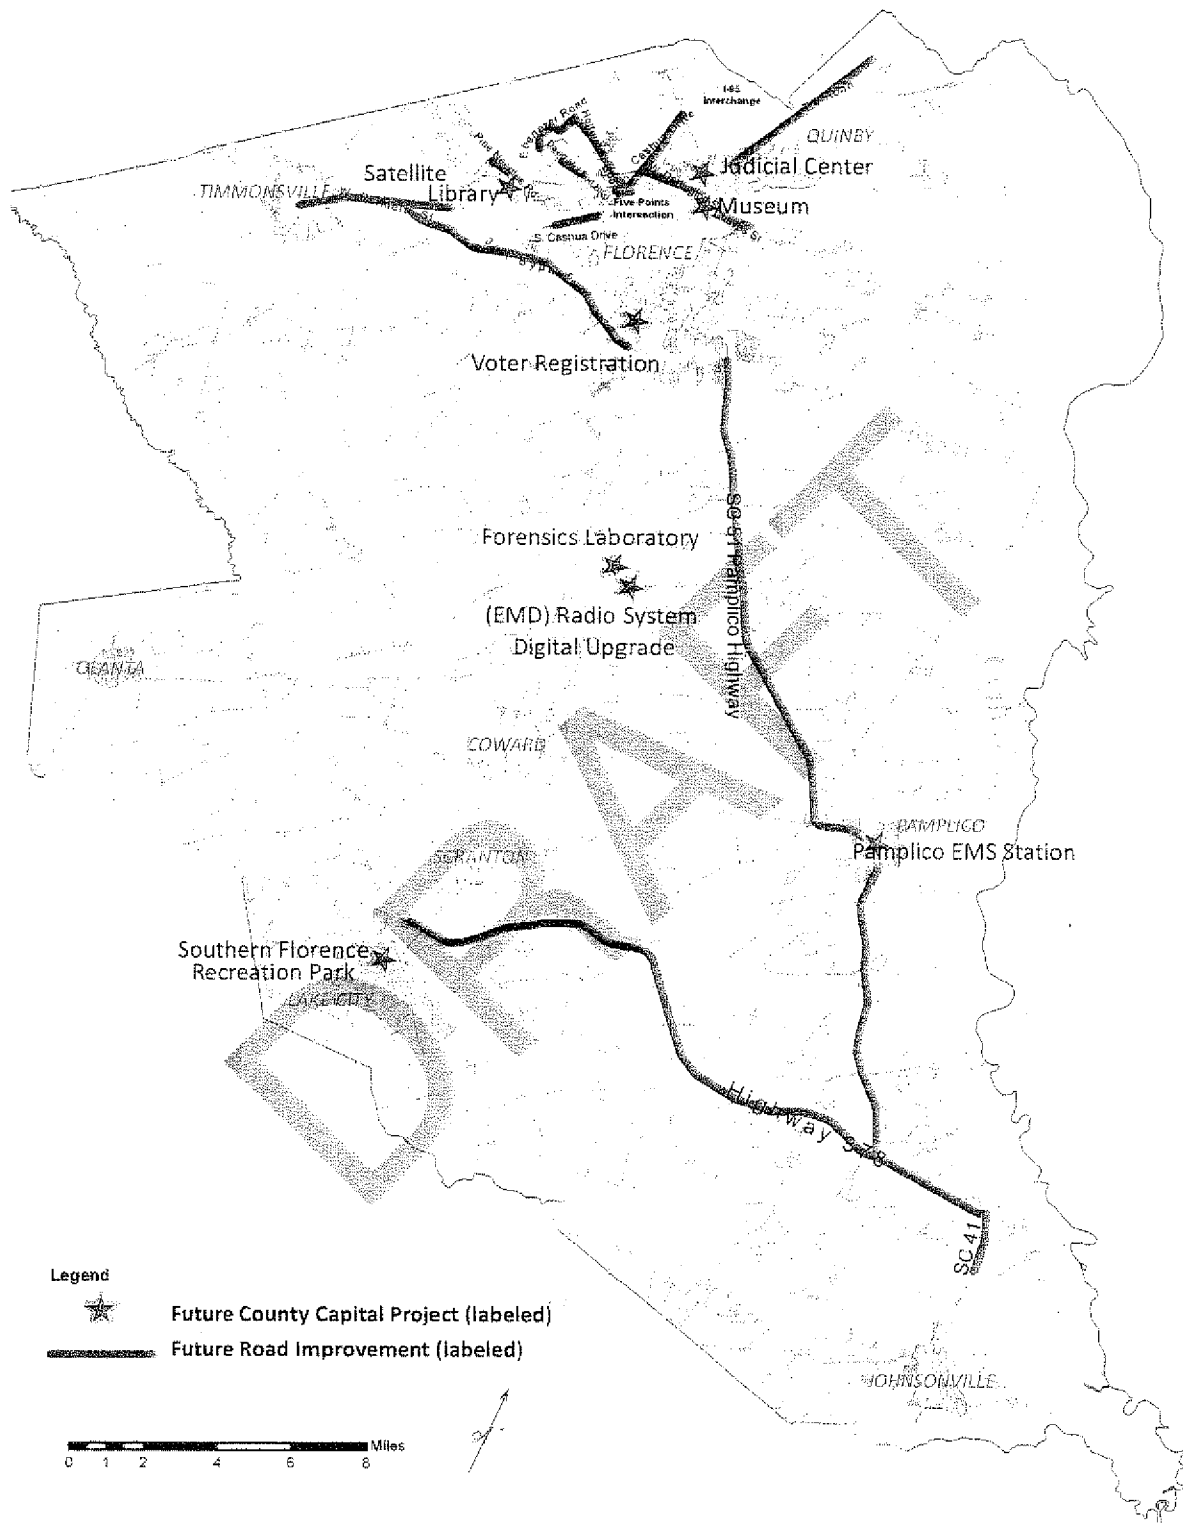 I-95
Interchange
Ebenezer Road
QUINBY
Judicial Center
Satellite
Library
TIMMONSVILLE
Museum
Five Points
Intersection
S. Cashua Drive
FLORENCE
Voter Registration
SC 51 Pamplico Highway
Forensics Laboratory
(EMD) Radio System
Digital Upgrade
OLANTA
COWARD
PAMPLICO
Pamplico EMS Station
SCRANTON
Southern Florence
Recreation Park
LAKE CITY
DRAFT
Highway 378
SC 41
Legend
Future County Capital Project (labeled)
Future Road Improvement (labeled)
JOHNSONVILLE
Miles
0 1 2 4 6 8